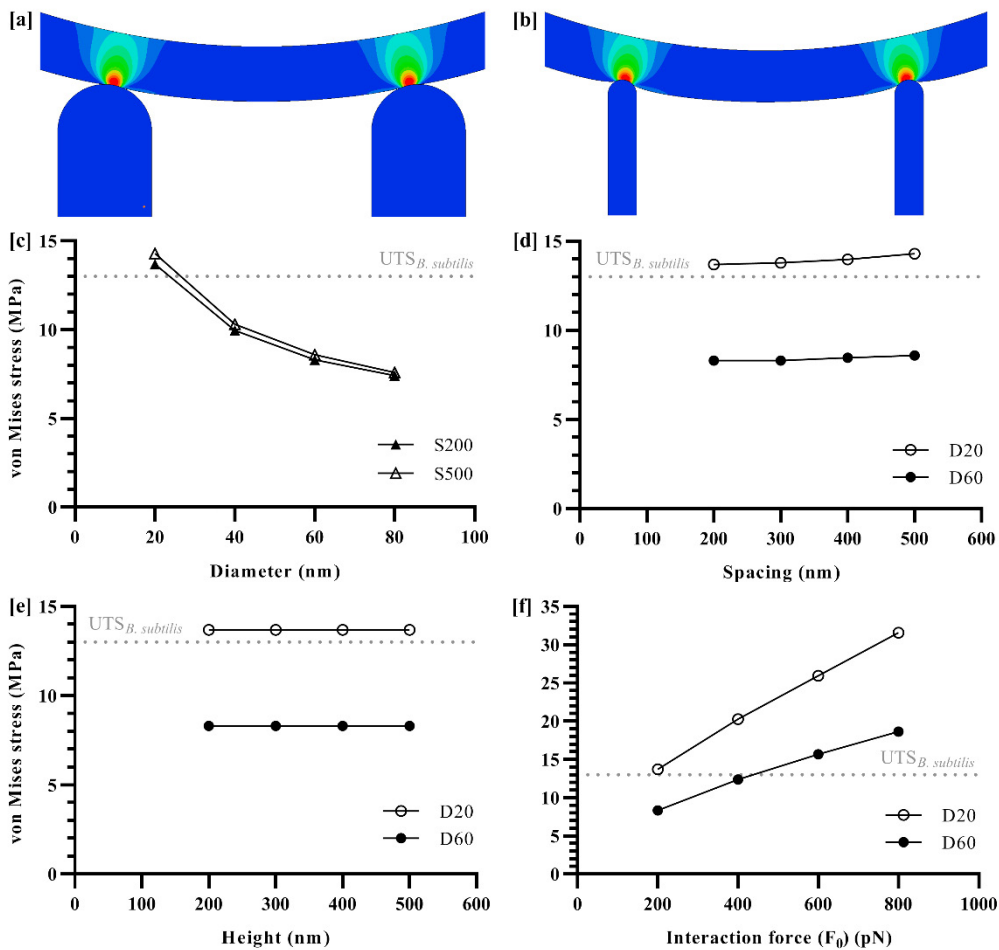 [a]
[b]
[c]
von Mises stress (MPa)
15
10
5
0
UTS B. subtilis
S200
S500
0 20 40 60 80 100
Diameter (nm)
[d]
15
10
5
0
UTS B. subtilis
D20
D60
0 100 200 300 400 500 600
Spacing (nm)
[e]
von Mises stress (MPa)
15
10
5
0
UTS B. subtilis
D20
D60
0 100 200 300 400 500 600
Height (nm)
[f]
35
30
25
20
15
10
5
0
UTS B. subtilis
D20
D60
0 200 400 600 800 1000
Interaction force (F₀) (pN)